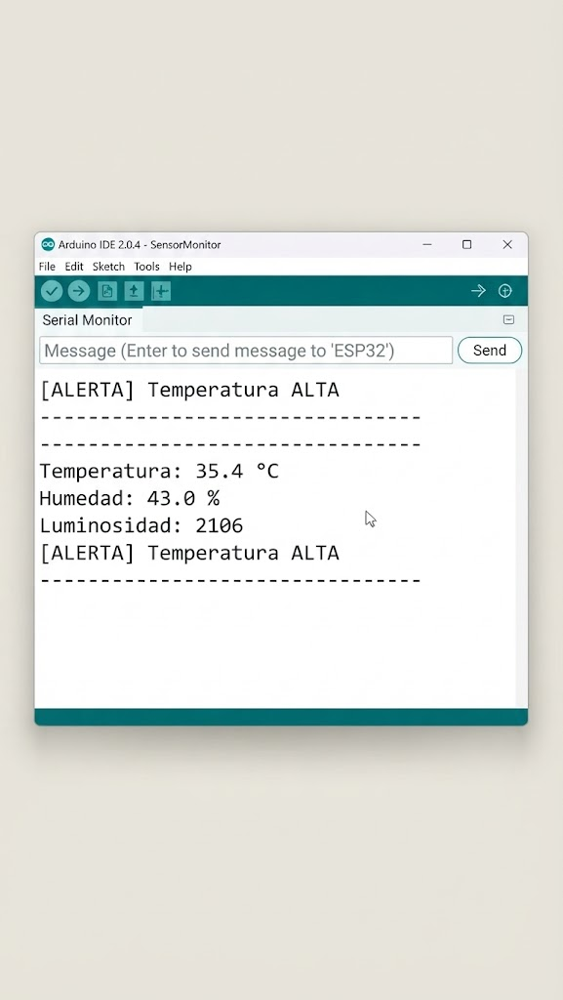 Arduino IDE 2.0.4 - SensorMonitor
File Edit Sketch Tools Help
Serial Monitor
Message (Enter to send message to 'ESP32')
Send
[ALERTA] Temperatura ALTA
--------------------------------
--------------------------------
Temperatura: 35.4 °C
Humedad: 43.0 %
Luminosidad: 2106
[ALERTA] Temperatura ALTA
--------------------------------